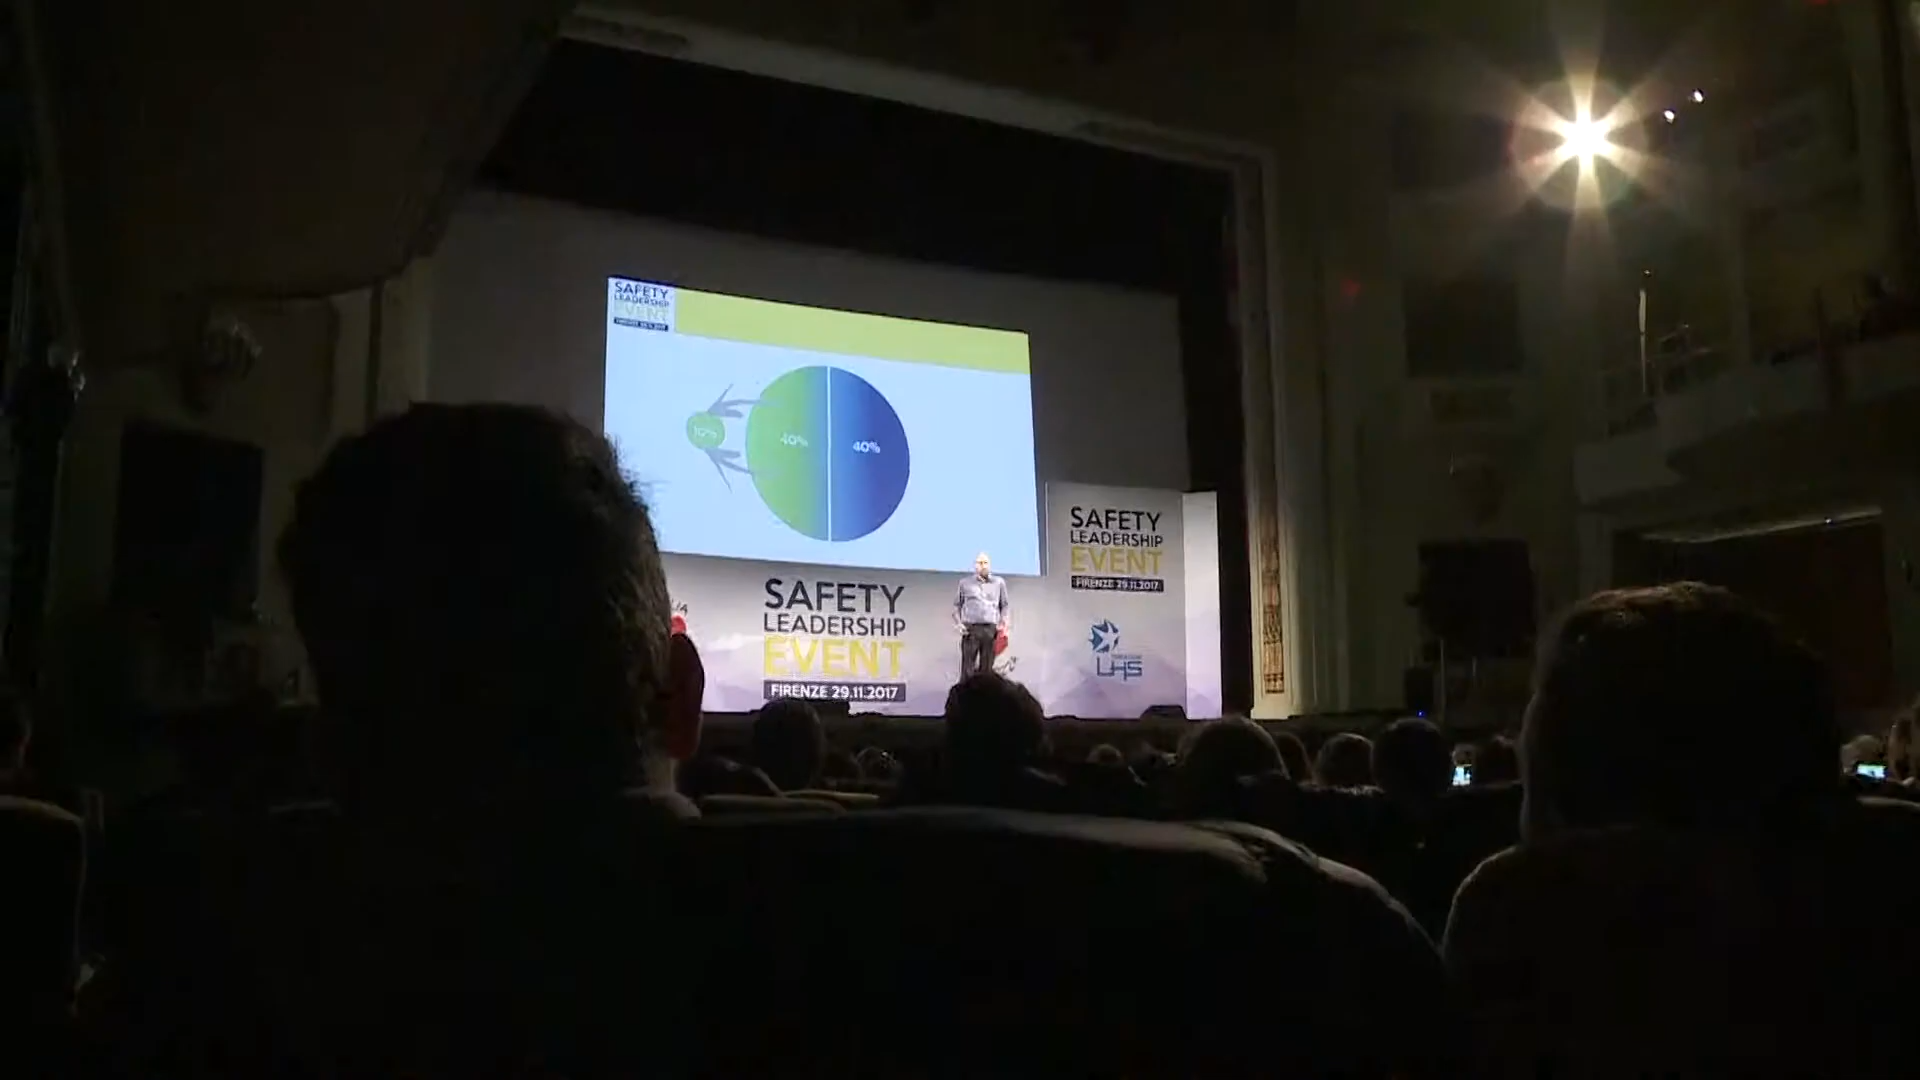 SAFETY
LEADERSHIP
EVENT
10%
40%
40%
SAFETY
LEADERSHIP
EVENT
FIRENZE 29.11.2017
SAFETY
LEADERSHIP
EVENT
FIRENZE 29.11.2017
LHS